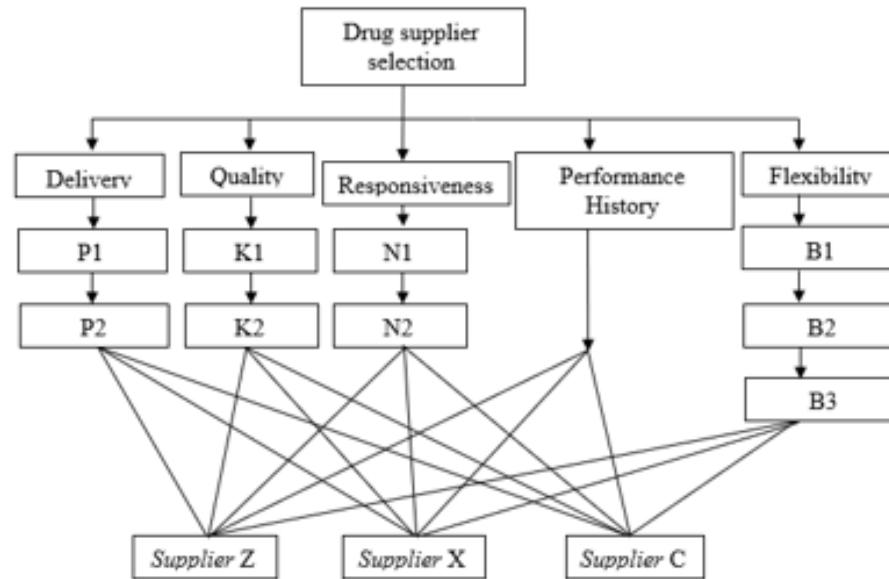 Drug supplier
selection
Delivery
Quality
Responsiveness
Performance
History
Flexibility
P1
K1
N1
B1
P2
K2
N2
B2
B3
Supplier Z
Supplier X
Supplier C